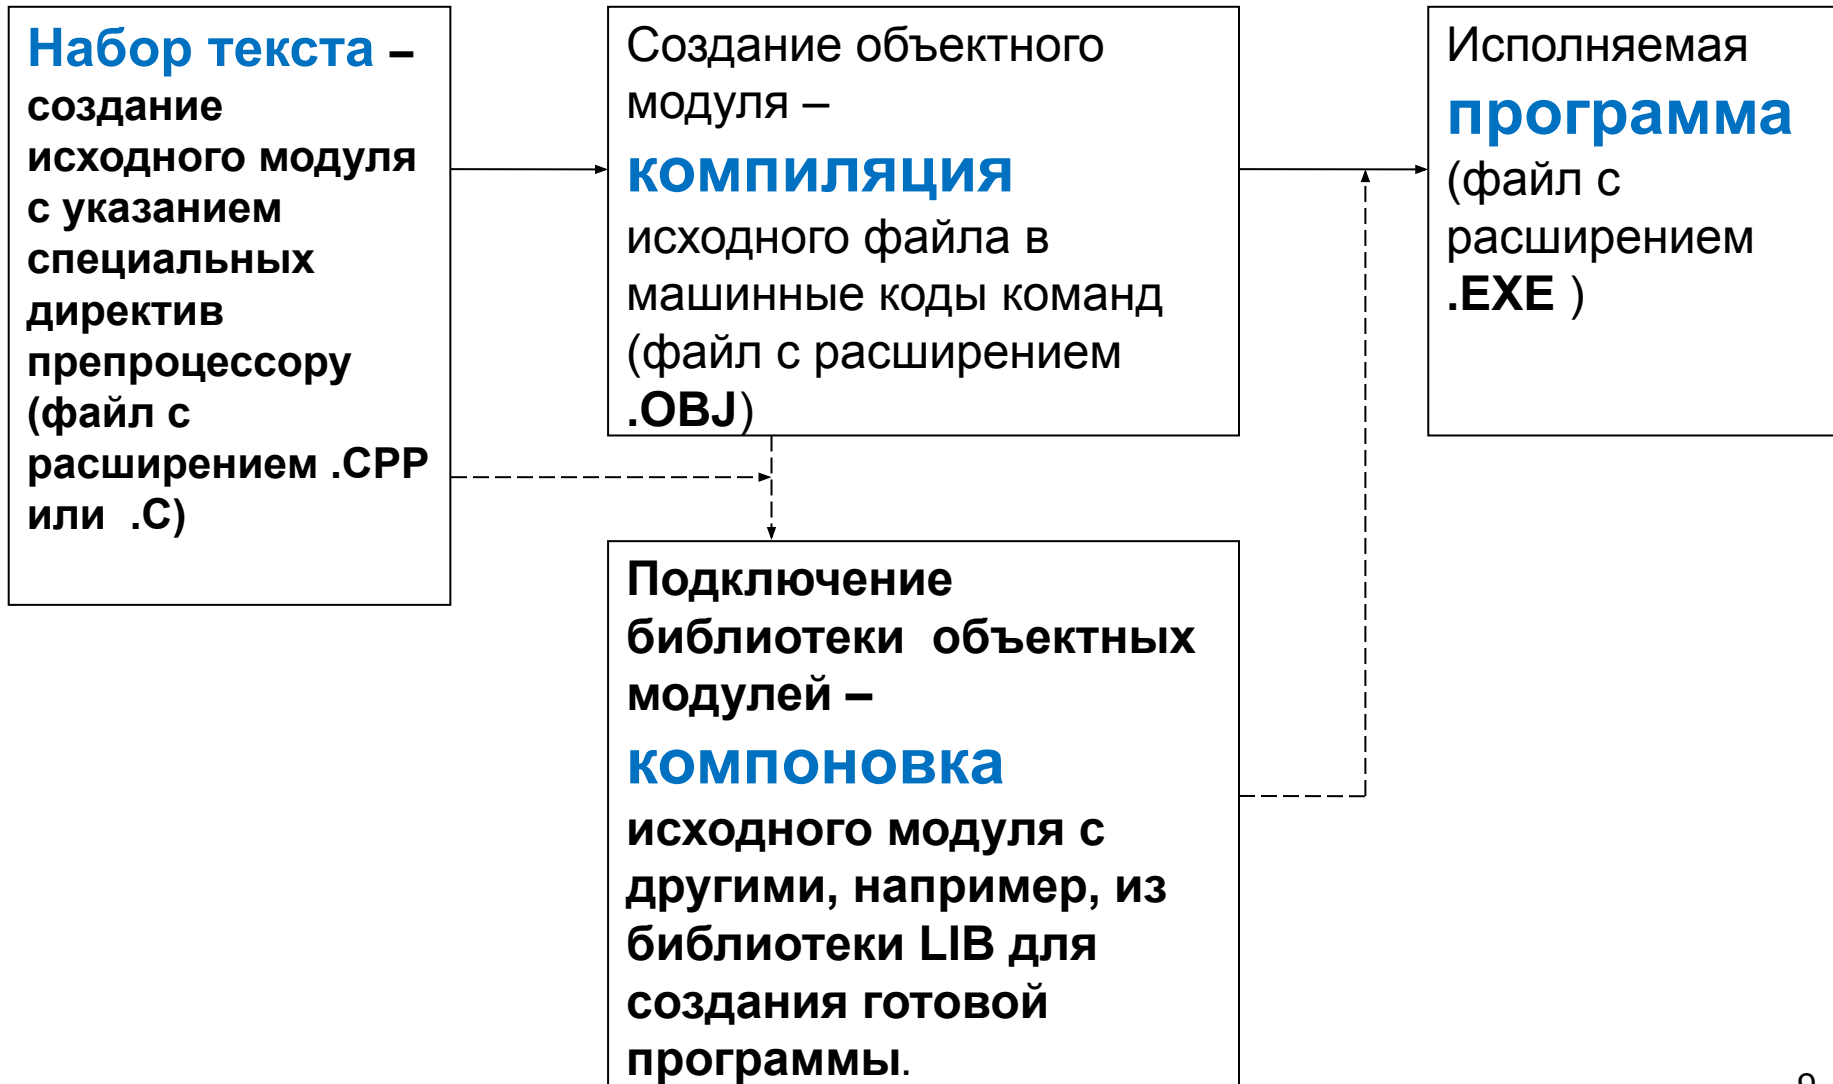 Набор текста –
создание
исходного модуля
с указанием
специальных
директив
препроцессору
(файл с
расширением .CPP
или .C)
Создание объектного
модуля –
компиляция
исходного файла в
машинные коды команд
(файл с расширением
.OBJ)
Исполняемая
программа
(файл с
расширением
.EXE )
Подключение
библиотеки объектных
модулей –
компоновка
исходного модуля с
другими, например, из
библиотеки LIB для
создания готовой
программы.